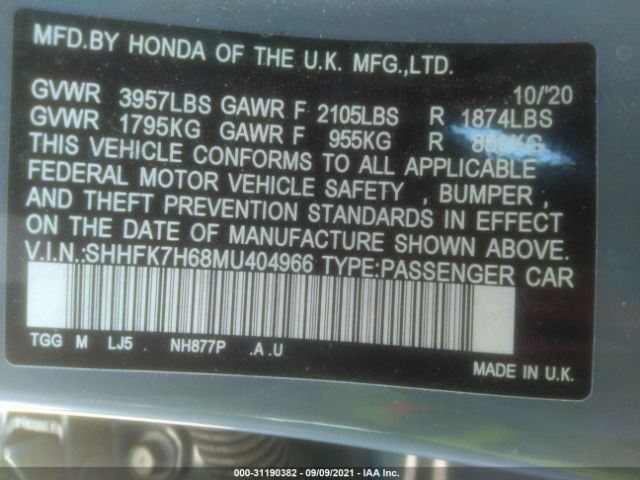 MFD.BY HONDA OF THE U.K. MFG.,LTD.
10/'20
GVWR 3957LBS GAWR F 2105LBS R 1874LBS
GVWR 1795KG GAWR F 955KG R 850KG
THIS VEHICLE CONFORMS TO ALL APPLICABLE
FEDERAL MOTOR VEHICLE SAFETY , BUMPER ,
AND THEFT PREVENTION STANDARDS IN EFFECT
ON THE DATE OF MANUFACTURE SHOWN ABOVE.
V.I.N.:SHHFK7H68MU404966 TYPE:PASSENGER CAR
TGG M LJ5 NH877P .A .U
MADE IN U.K.
000-31190382 - 09/09/2021 - IAA Inc.